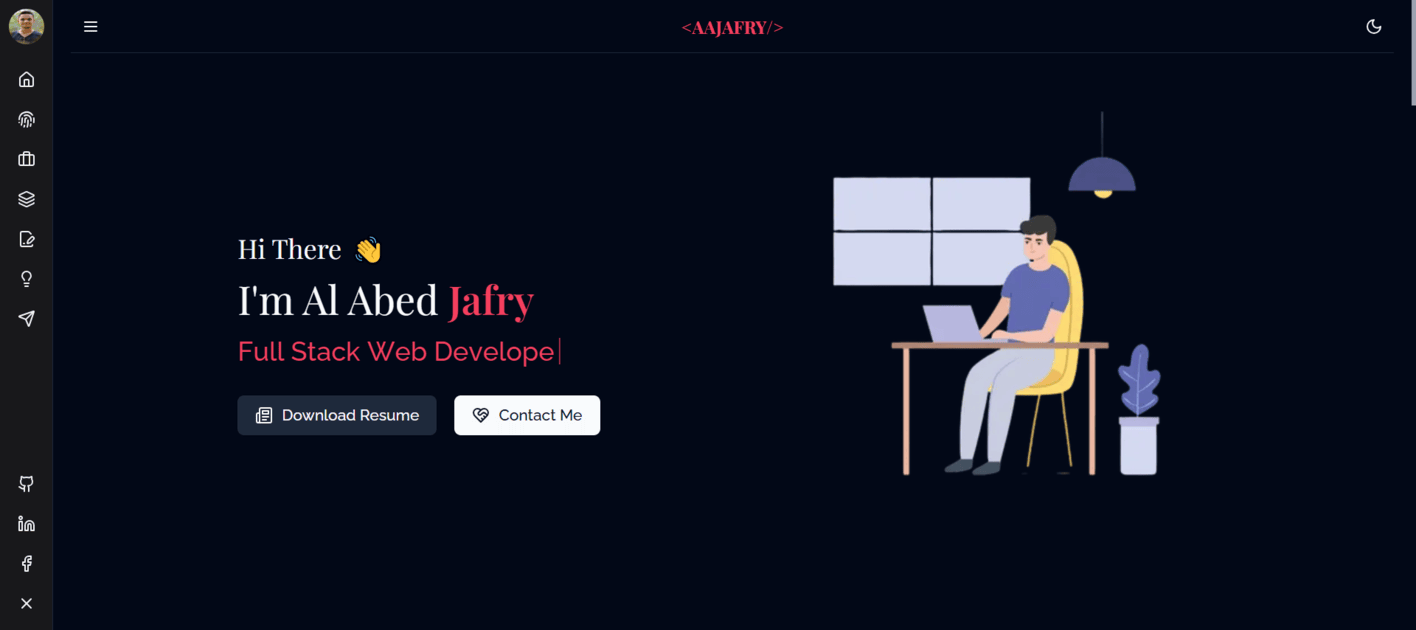 <AAJAFRY/>
Hi There 👋
I'm Al Abed Jafry
Full Stack Web Develope
Download Resume
Contact Me